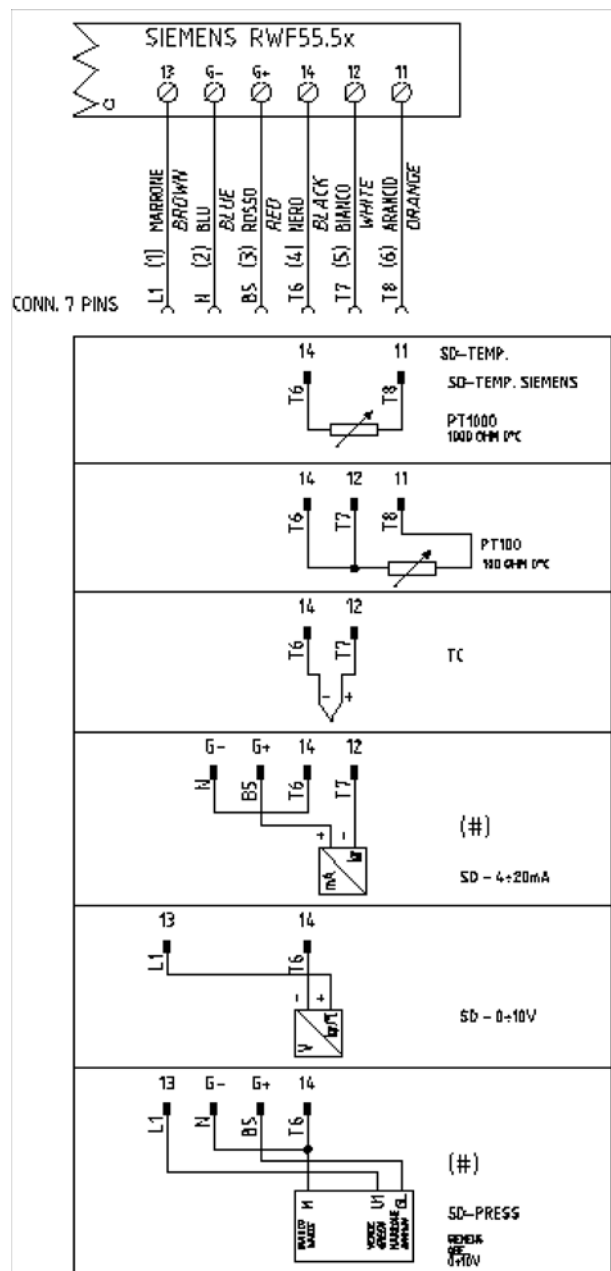 SIEMENS RWF55.5x
13 G- G+ 14 12 11
L1 (1) MARRONE
BROWN
N (2) BLU
BLUE
B5 (3) ROSSO
RED
T6 (4) NERO
BLACK
T7 (5) BIANCO
WHITE
T8 (6) ARANCIO
ORANGE
CONN. 7 PINS
14 11 SD-TEMP.
SD-TEMP. SIEMENS
T6 T8
PT1000
1000 OHM 0°C
14 12 11
T6 T7 T8
PT100
100 OHM 0°C
14 12
T6 T7
TC
- +
G- G+ 14 12
N B5 T6 T7
(#)
+ -
mA
SD - 4÷20mA
13 14
L1 T6
- +
V
SD - 0÷10V
13 G- G+ 14
L1 N B5 T6
(#)
M U1
SD-PRESS
SIEMENS
0÷10V